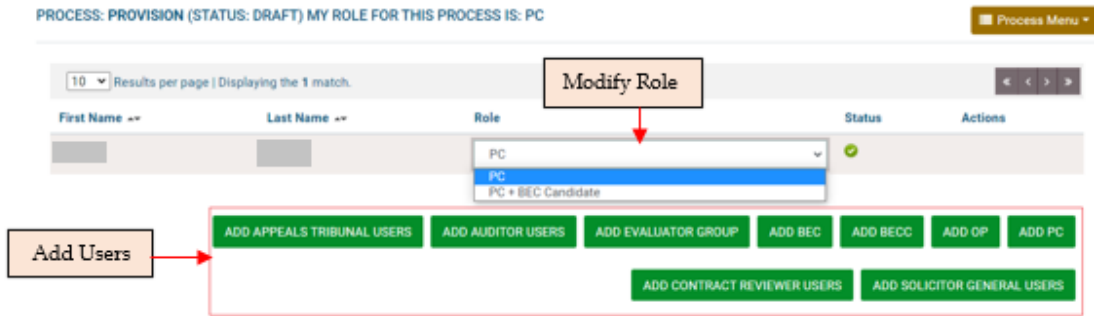 PROCESS: PROVISION (STATUS: DRAFT) MY ROLE FOR THIS PROCESS IS: PC
Process Menu
10 Results per page | Displaying the 1 match.
Modify Role
« < > »
First Name Last Name Role Status Actions
PC
PC
PC + BEC Candidate
Add Users
ADD APPEALS TRIBUNAL USERS ADD AUDITOR USERS ADD EVALUATOR GROUP ADD BEC ADD BECC ADD OP ADD PC
ADD CONTRACT REVIEWER USERS ADD SOLICITOR GENERAL USERS